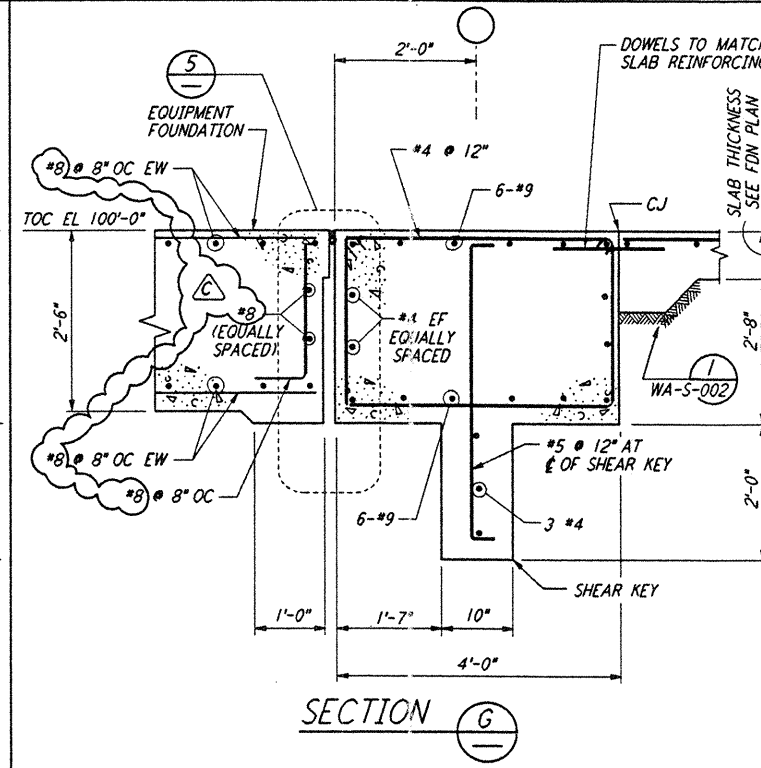 2'-0"
5
DOWELS TO MATCH
SLAB REINFORCING
EQUIPMENT
FOUNDATION
SLAB THICKNESS
SEE FDN PLAN
#4 @ 12"
#8 @ 8" OC EW
6-#9
CJ
TOC EL 100'-0"
C
2'-6"
#8
(EQUALLY
SPACED)
#4 EF
EQUALLY
SPACED
2'-8"
1
WA-S-002
#8 @ 8" OC EW
#8 @ 8" OC
#5 @ 12" AT
℄ OF SHEAR KEY
2'-0"
6-#9
3 #4
SHEAR KEY
1'-0"
1'-7"
10"
4'-0"
SECTION
G